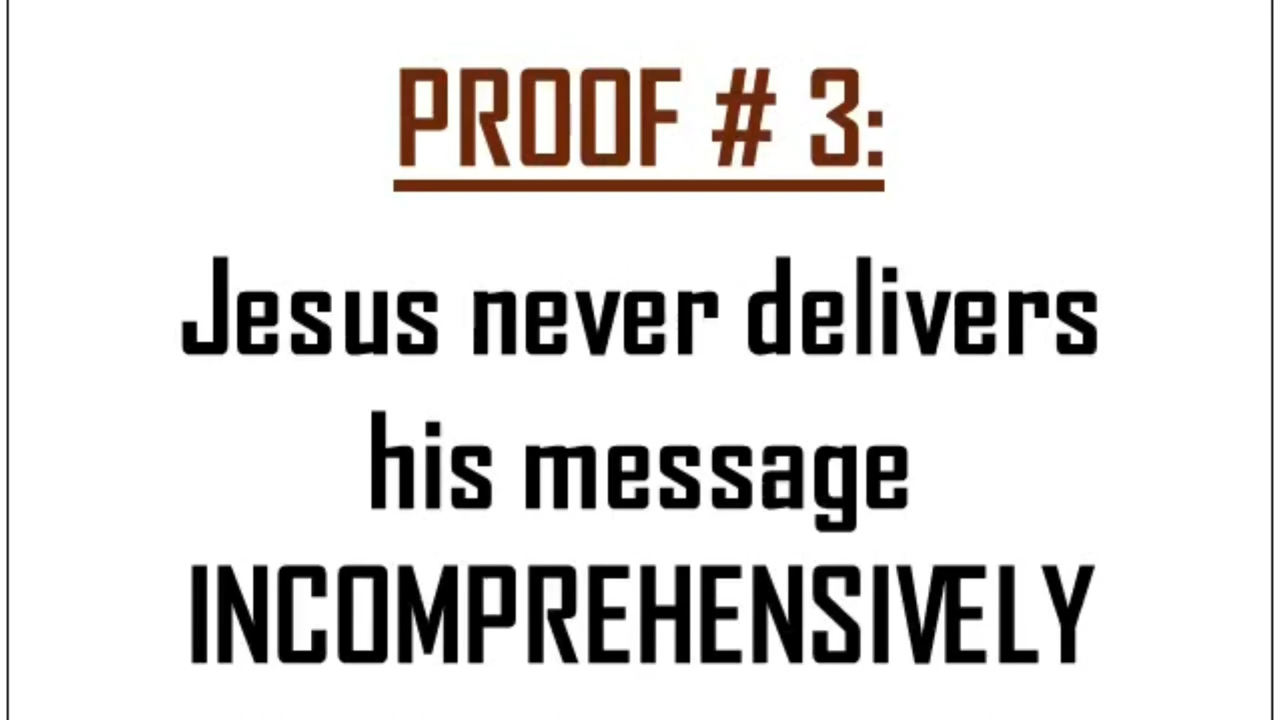 PROOF # 3:
Jesus never delivers
his message
INCOMPREHENSIVELY